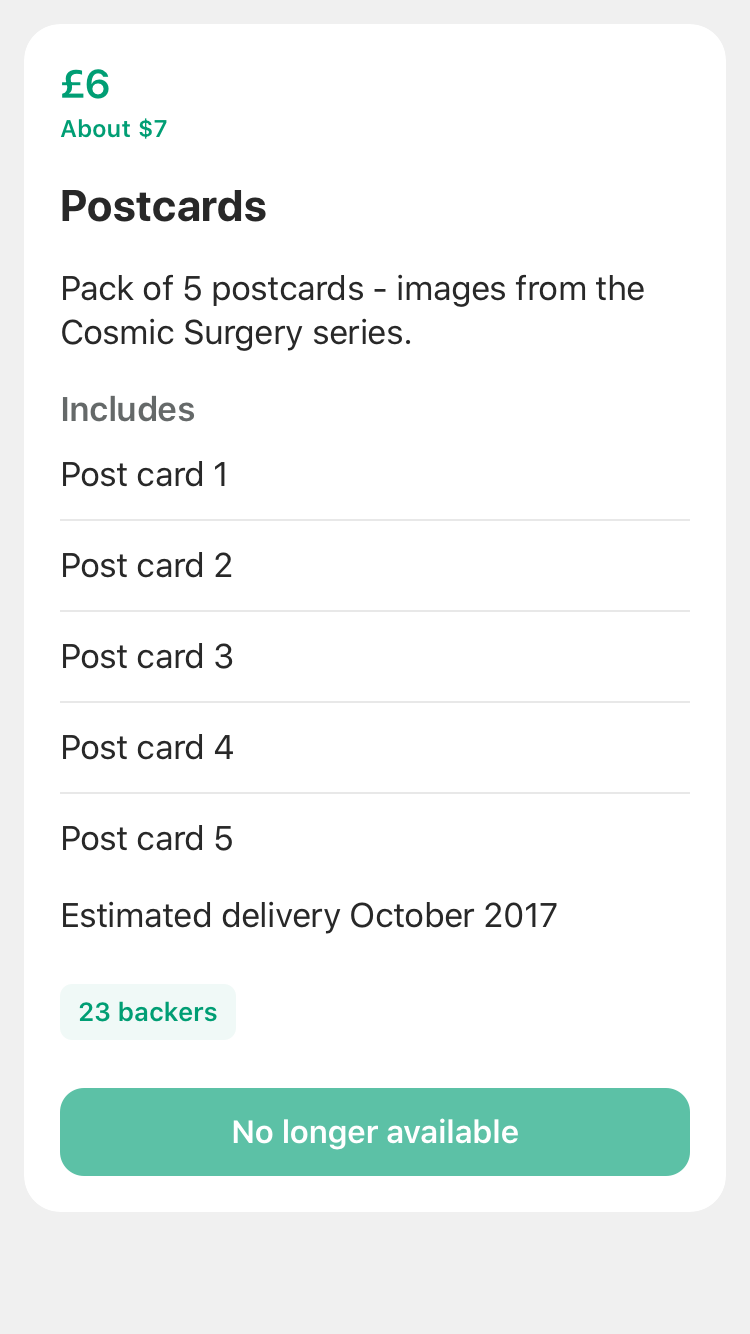 £6
About $7
Postcards
Pack of 5 postcards - images from the
Cosmic Surgery series.
Includes
Post card 1
Post card 2
Post card 3
Post card 4
Post card 5
Estimated delivery October 2017
23 backers
No longer available